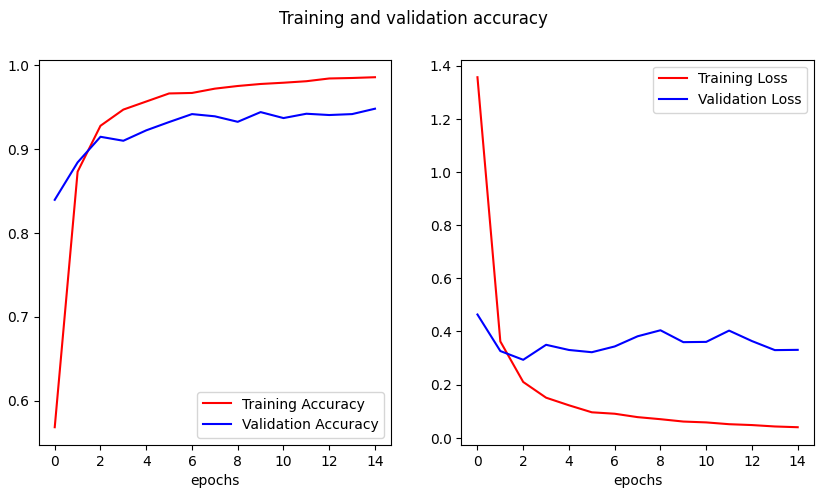 Training and validation accuracy
1.0
0.9
0.8
0.7
0.6
0 2 4 6 8 10 12 14
epochs
Training Accuracy
Validation Accuracy
1.4
1.2
1.0
0.8
0.6
0.4
0.2
0.0
0 2 4 6 8 10 12 14
epochs
Training Loss
Validation Loss